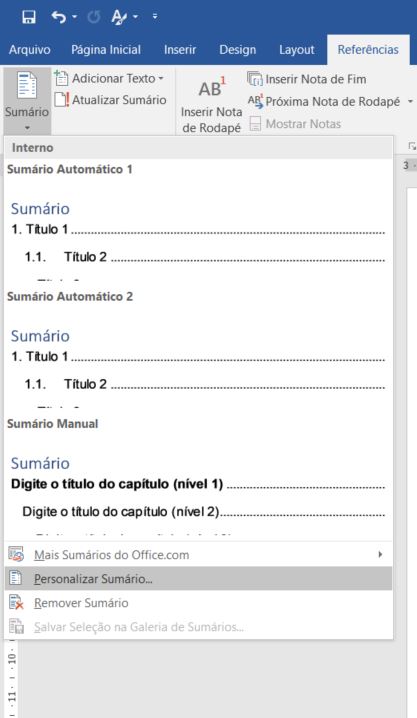 Arquivo Página Inicial Inserir Design Layout Referências
Sumário
Adicionar Texto
Atualizar Sumário
AB1
Inserir Nota de Rodapé
Inserir Nota de Fim
Próxima Nota de Rodapé
Mostrar Notas
3
Interno
Sumário Automático 1
Sumário
1. Título 1
1.1. Título 2
Sumário Automático 2
Sumário
1. Título 1
1.1. Título 2
Sumário Manual
Sumário
Digite o título do capítulo (nível 1)
Digite o título do capítulo (nível 2)
Mais Sumários do Office.com
Personalizar Sumário...
Remover Sumário
Salvar Seleção na Galeria de Sumários...
10
11